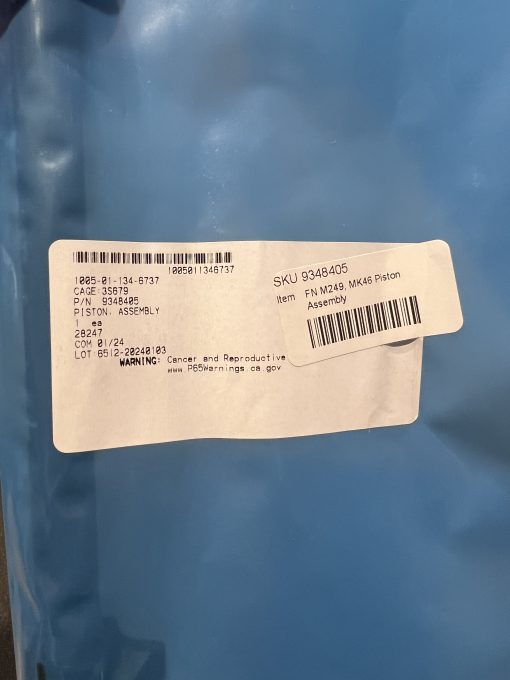 1005011346737
1005-01-134-6737
CAGE:3S679
P/N 9348405
PISTON, ASSEMBLY
1 ea
28247
COM 01/24
LOT 6512-20240103
WARNING: Cancer and Reproductive
www.P65Warnings.ca.gov
SKU 9348405
Item FN M249, MK46 Piston
Assembly